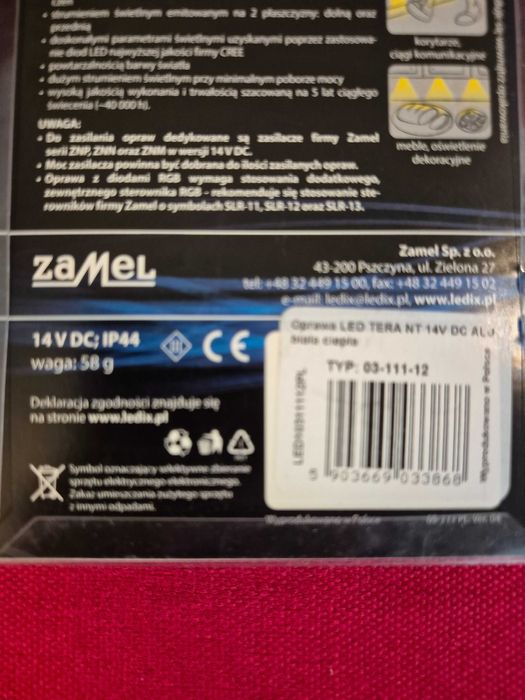 strumieniem świetlnym emitowanym na 2 płaszczyzny: dolną oraz
przednią
doskonałymi parametrami świetlnymi uzyskanymi poprzez zastosowa-
nie diod LED najwyższej jakości firmy CREE
• powtarzalnością barwy światła
• dużym strumieniem świetlnym przy minimalnym poborze mocy
• wysoką jakością wykonania i trwałością szacowaną na 5 lat ciągłego
świecenia (~40 000 h).
UWAGA:
• Do zasilania opraw dedykowane są zasilacze firmy Zamel
serii ZNP, ZNN oraz ZNM w wersji 14V DC.
• Moc zasilacza powinna być dobrana do ilości zasilanych opraw.
• Oprawa z diodami RGB wymaga stosowania dodatkowego
zewnętrznego sterownika RGB - rekomenduje się stosowanie ste-
rowników firmy Zamel o symbolach SLR-11, SLR-12 oraz SLR-13.
korytarze,
ciągi komunikacyjne
meble, oświetlenie
dekoracyjne
ZAMEL
Zamel Sp. z o.o.
43-200 Pszczyna, ul. Zielona 27
tel: +48 32 449 15 00, fax: +48 32 449 15 02
e-mail: ledix@ledix.pl, www.ledix.pl
14 V DC; IP44
waga: 58 g
III
CE
Deklaracja zgodności znajduje się
na stronie www.ledix.pl
Symbol oznaczający selektywne zbieranie
sprzętu elektrycznego elektronicznego.
Zakaz umieszczania zużytego sprzętu
z innymi odpadami.
Oprawa LED TERA NT 14V DC ALU
biała ciepła
TYP: 03-111-12
5 903669 033868
Wyprodukowano w Polsce
Wyprodukowano w Polsce